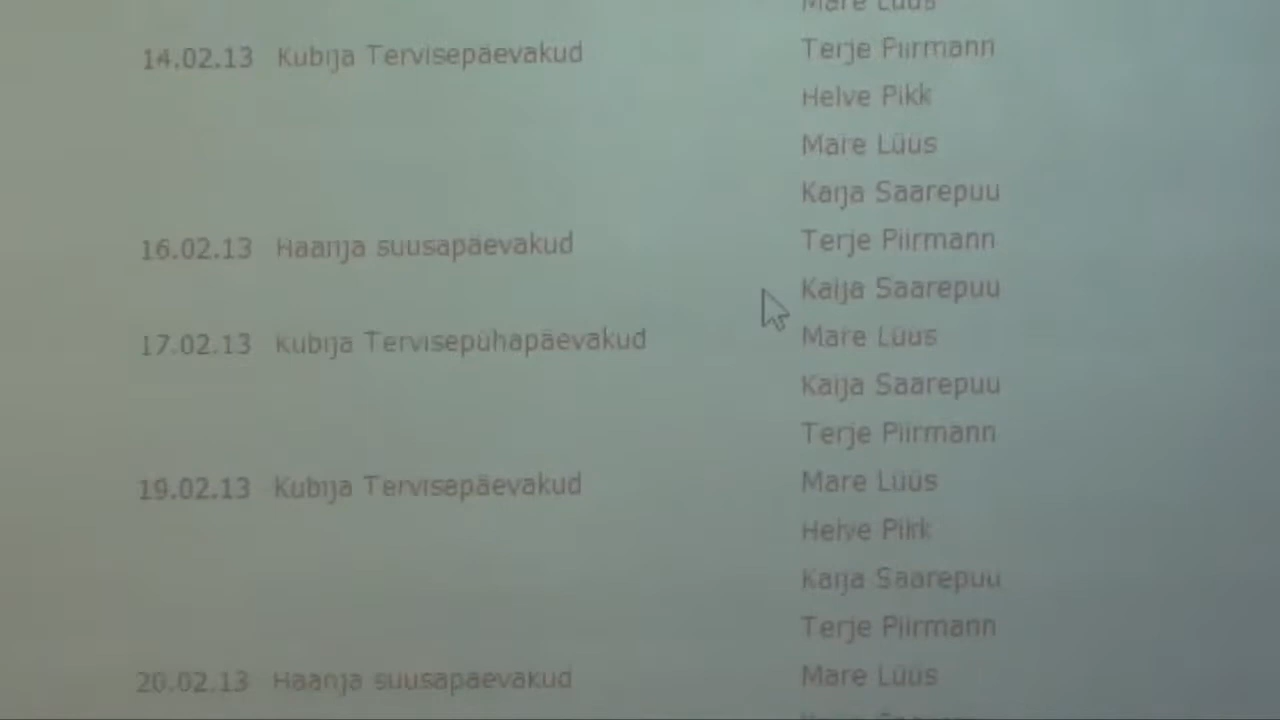 Mare Lüüs
14.02.13 Kubija Tervisepäevakud Terje Piirmann
Helve Pikk
Mare Lüüs
Kaija Saarepuu
16.02.13 Haanja suusapäevakud Terje Piirmann
Kaija Saarepuu
17.02.13 Kubija Tervisepühapäevakud Mare Lüüs
Kaija Saarepuu
Terje Piirmann
19.02.13 Kubija Tervisepäevakud Mare Lüüs
Helve Pikk
Kaija Saarepuu
Terje Piirmann
20.02.13 Haanja suusapäevakud Mare Lüüs